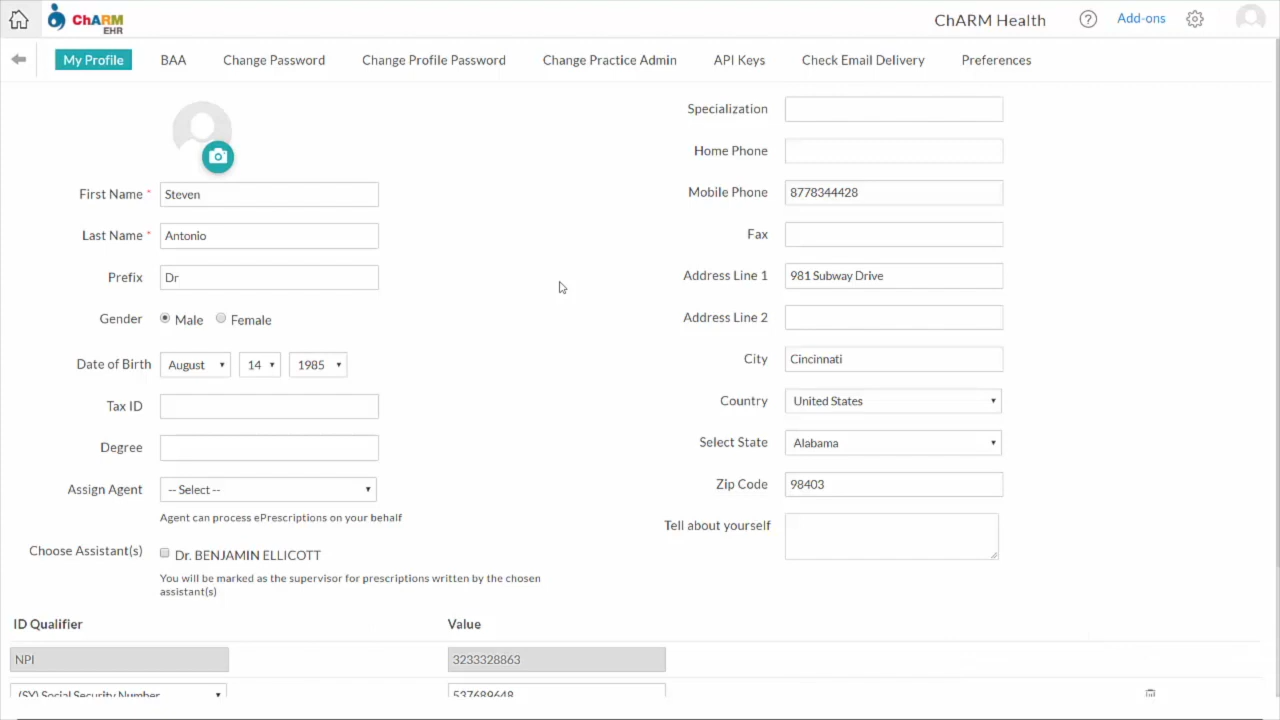 ChARM
EHR
ChARM Health
?
Add-ons
My Profile
BAA
Change Password
Change Profile Password
Change Practice Admin
API Keys
Check Email Delivery
Preferences
First Name *
Steven
Last Name *
Antonio
Prefix
Dr
Gender
Male
Female
Date of Birth
August
14
1985
Tax ID
Degree
Assign Agent
-- Select --
Agent can process ePrescriptions on your behalf
Choose Assistant(s)
Dr. BENJAMIN ELLICOTT
You will be marked as the supervisor for prescriptions written by the chosen
assistant(s)
Specialization
Home Phone
Mobile Phone
8778344428
Fax
Address Line 1
981 Subway Drive
Address Line 2
City
Cincinnati
Country
United States
Select State
Alabama
Zip Code
98403
Tell about yourself
ID Qualifier
Value
NPI
3233328863
(SY) Social Security Number
537689648